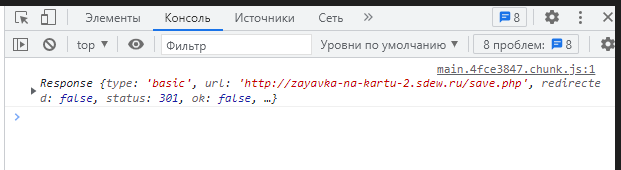 Элементы Консоль Источники Сеть 8
top Фильтр Уровни по умолчанию 8 проблем: 8
main.4fce3847.chunk.js:1
Response {type: 'basic', url: 'http://zayavka-na-kartu-2.sdew.ru/save.php', redirecte
d: false, status: 301, ok: false, …}